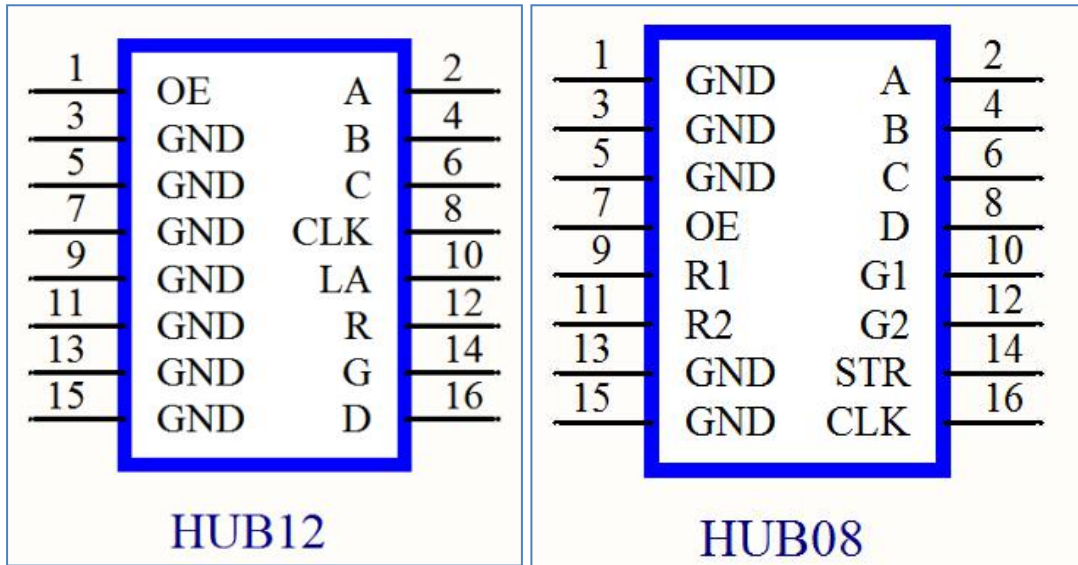 1 OE A 2
3 GND B 4
5 GND C 6
7 GND CLK 8
9 GND LA 10
11 GND R 12
13 GND G 14
15 GND D 16
HUB12
1 GND A 2
3 GND B 4
5 GND C 6
7 OE D 8
9 R1 G1 10
11 R2 G2 12
13 GND STR 14
15 GND CLK 16
HUB08